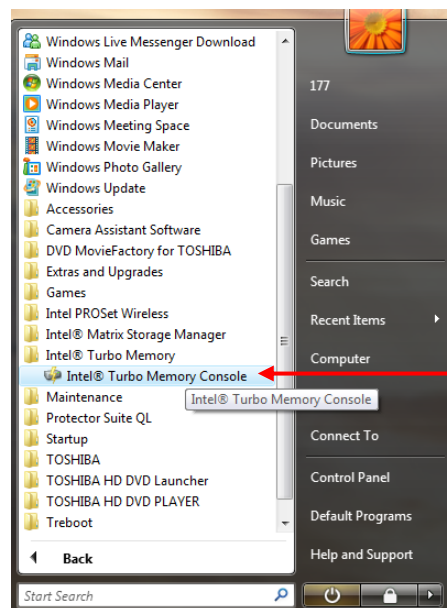 Windows Live Messenger Download
Windows Mail
Windows Media Center
Windows Media Player
Windows Meeting Space
Windows Movie Maker
Windows Photo Gallery
Windows Update
Accessories
Camera Assistant Software
DVD MovieFactory for TOSHIBA
Extras and Upgrades
Games
Intel PROSet Wireless
Intel® Matrix Storage Manager
Intel® Turbo Memory
Intel® Turbo Memory Console
Maintenance
Intel® Turbo Memory Console
Protector Suite QL
Startup
TOSHIBA
TOSHIBA HD DVD Launcher
TOSHIBA HD DVD PLAYER
Treboot
Back
Start Search
177
Documents
Pictures
Music
Games
Search
Recent Items
Computer
Connect To
Control Panel
Default Programs
Help and Support